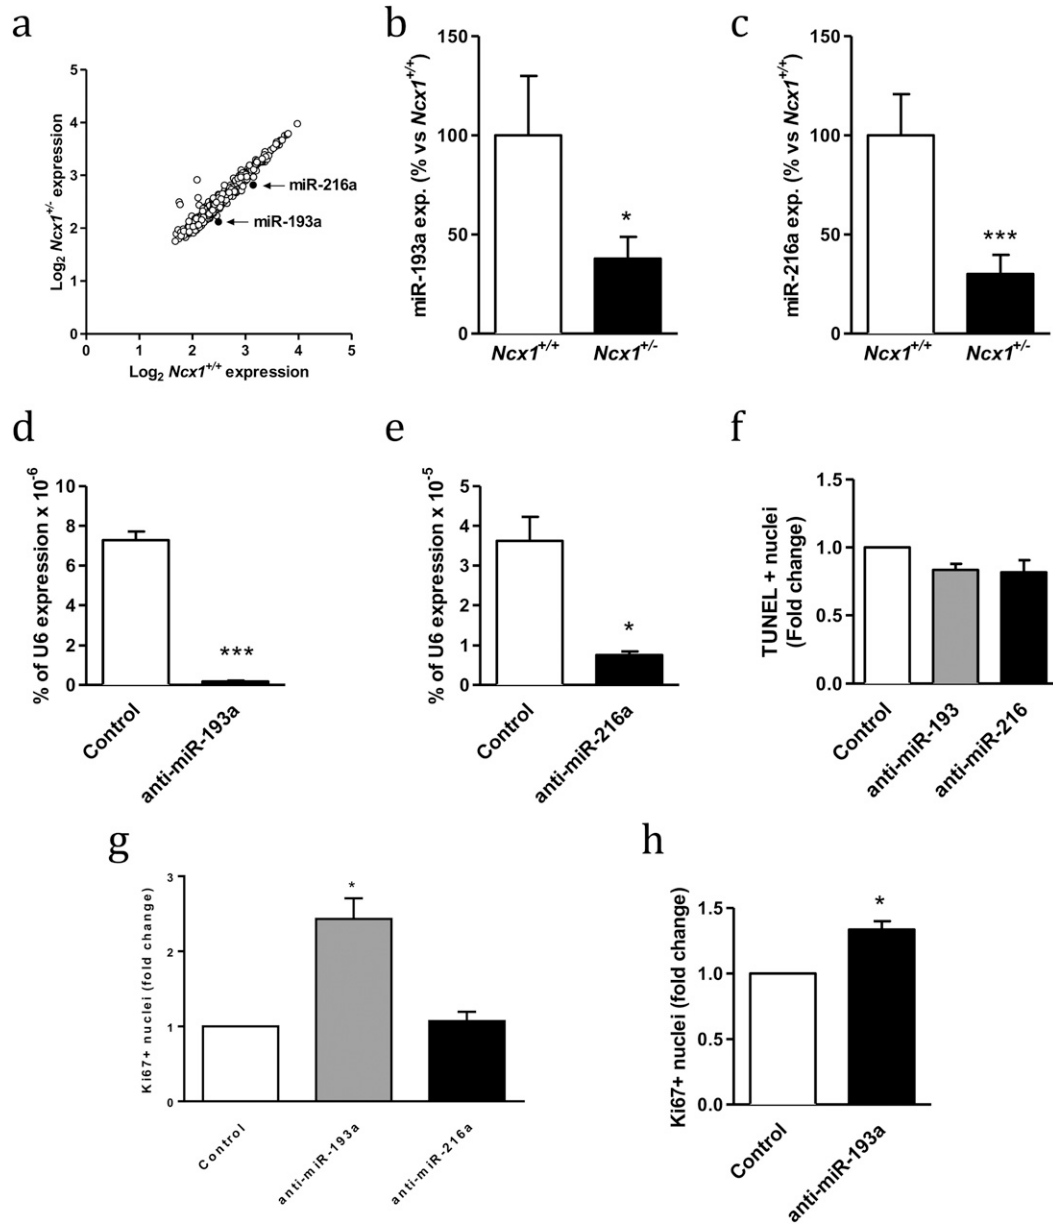 a
Log₂ Ncx1⁺/⁻ expression
5
4
3
2
1
0
0 1 2 3 4 5
Log₂ Ncx1⁺/⁺ expression
miR-216a
miR-193a
b
miR-193a exp. (% vs Ncx1⁺/⁺)
150
100
50
0
*
Ncx1⁺/⁺ Ncx1⁺/⁻
c
miR-216a exp. (% vs Ncx1⁺/⁺)
150
100
50
0
***
Ncx1⁺/⁺ Ncx1⁺/⁻
d
% of U6 expression x 10⁻⁶
10
8
6
4
2
0
***
Control
anti-miR-193a
e
% of U6 expression x 10⁻⁵
5
4
3
2
1
0
*
Control
anti-miR-216a
f
TUNEL + nuclei
(Fold change)
1.5
1.0
0.5
0.0
Control
anti-miR-193
anti-miR-216
g
Ki67+ nuclei (fold change)
3
2
1
0
*
Control
anti-miR-193a
anti-miR-216a
h
Ki67+ nuclei (fold change)
1.5
1.0
0.5
0.0
*
Control
anti-miR-193a